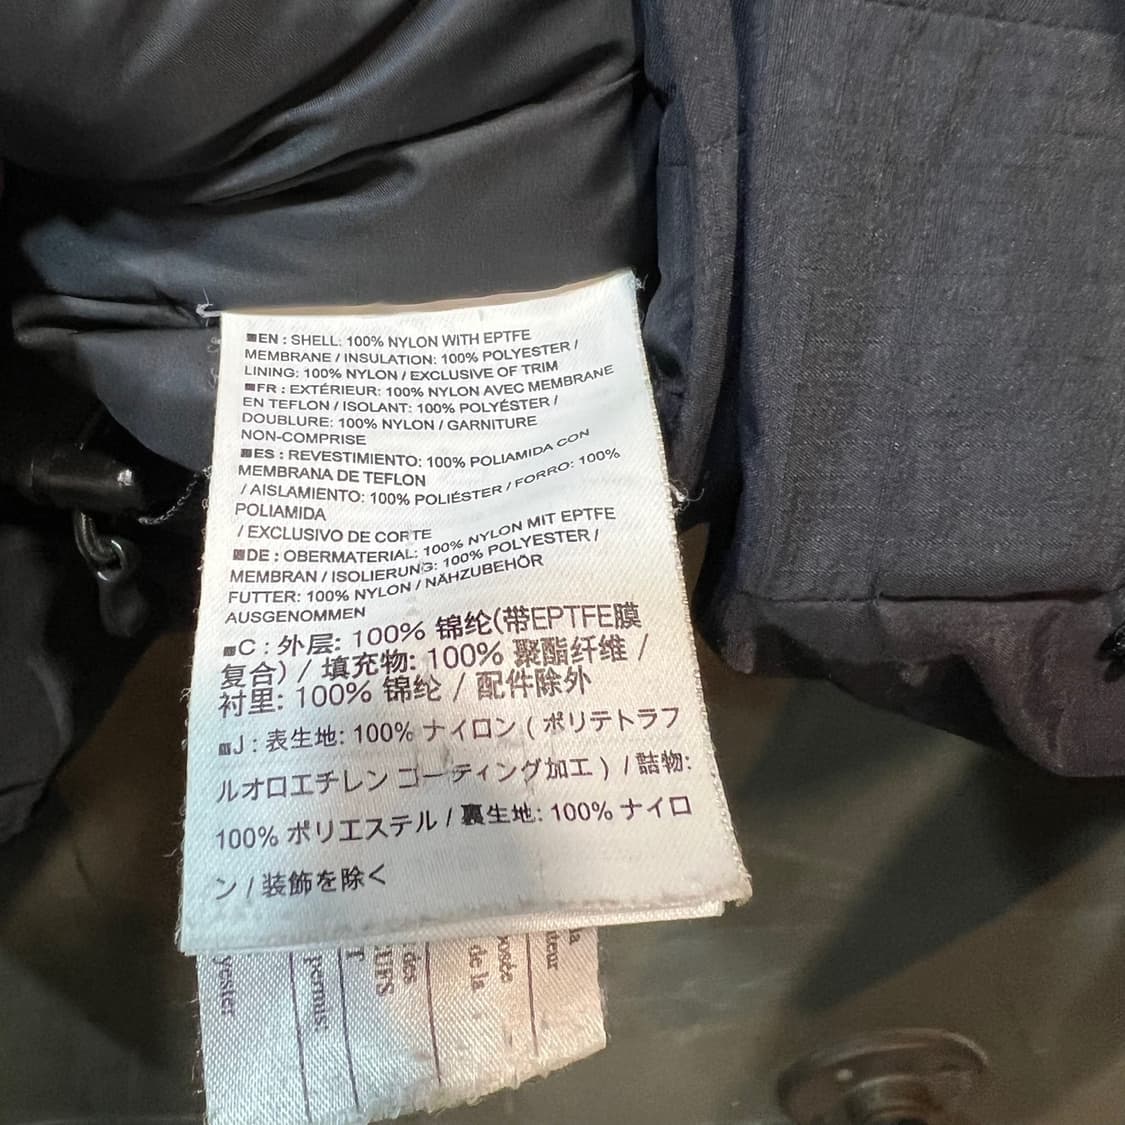 ■EN : SHELL: 100% NYLON WITH EPTFE
MEMBRANE / INSULATION: 100% POLYESTER /
LINING: 100% NYLON / EXCLUSIVE OF TRIM
■FR : EXTÉRIEUR: 100% NYLON AVEC MEMBRANE
EN TEFLON / ISOLANT: 100% POLYÉSTER /
DOUBLURE: 100% NYLON / GARNITURE
NON-COMPRISE
■ES : REVESTIMIENTO: 100% POLIAMIDA CON
MEMBRANA DE TEFLON
/ AISLAMIENTO: 100% POLIÉSTER / FORRO: 100%
POLIAMIDA
/ EXCLUSIVO DE CORTE
■DE : OBERMATERIAL: 100% NYLON MIT EPTFE
MEMBRAN / ISOLIERUNG: 100% POLYESTER /
FUTTER: 100% NYLON / NÄHZUBEHÖR
AUSGENOMMEN
■C : 外层: 100% 锦纶(带EPTFE膜
复合) / 填充物: 100% 聚酯纤维 /
衬里: 100% 锦纶 / 配件除外
■J : 表生地: 100% ナイロン ( ポリテトラフ
ルオロエチレン コーティング加工 ) / 詰物:
100% ポリエステル / 裏生地: 100% ナイロ
ン / 装飾を除く
yester
permis
des
de la